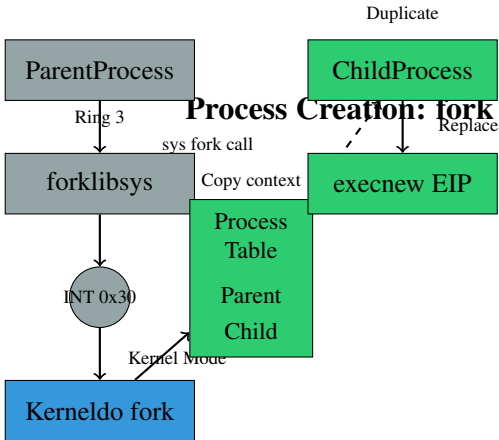 Duplicate
ParentProcess
ChildProcess
Process Creation: fork
Ring 3
Replace
sys fork call
forklibsys
Copy context
execnew EIP
Process
Table
Parent
Child
INT 0x30
Kernel Mode
Kerneldo fork